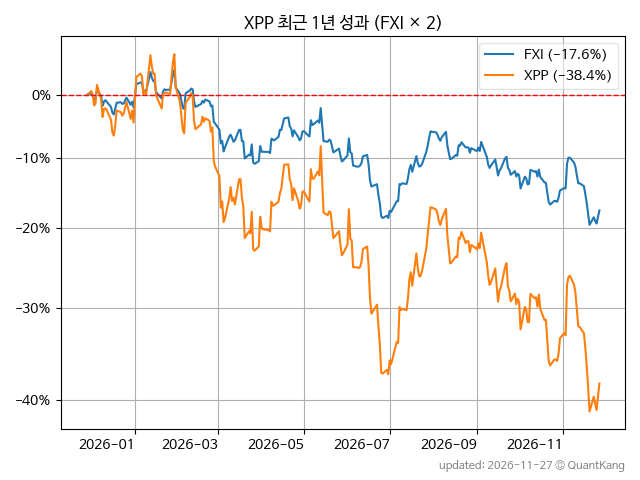 XPP 최근 1년 성과 (FXI × 2)
FXI (−17.6%)
XPP (−38.4%)
0%
−10%
−20%
−30%
−40%
2026−01
2026−03
2026−05
2026−07
2026−09
2026−11
updated: 2026-11-27 © QuantKang